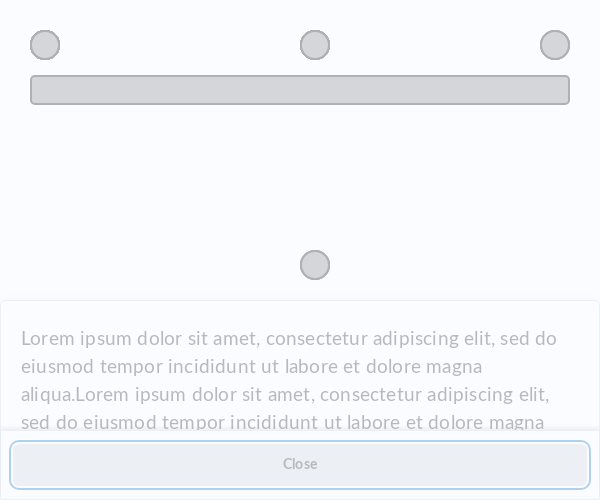 Lorem ipsum dolor sit amet, consectetur adipiscing elit, sed do
eiusmod tempor incididunt ut labore et dolore magna
aliqua.Lorem ipsum dolor sit amet, consectetur adipiscing elit,
sed do eiusmod tempor incididunt ut labore et dolore magna
Close